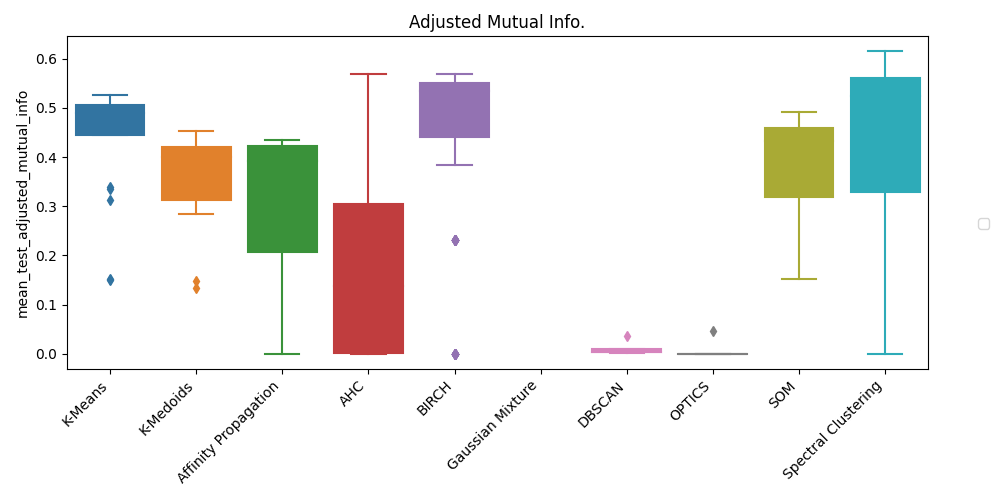 Adjusted Mutual Info.
mean_test_adjusted_mutual_info
0.6
0.5
0.4
0.3
0.2
0.1
0.0
K-Means
K-Medoids
Affinity Propagation
AHC
BIRCH
Gaussian Mixture
DBSCAN
OPTICS
SOM
Spectral Clustering